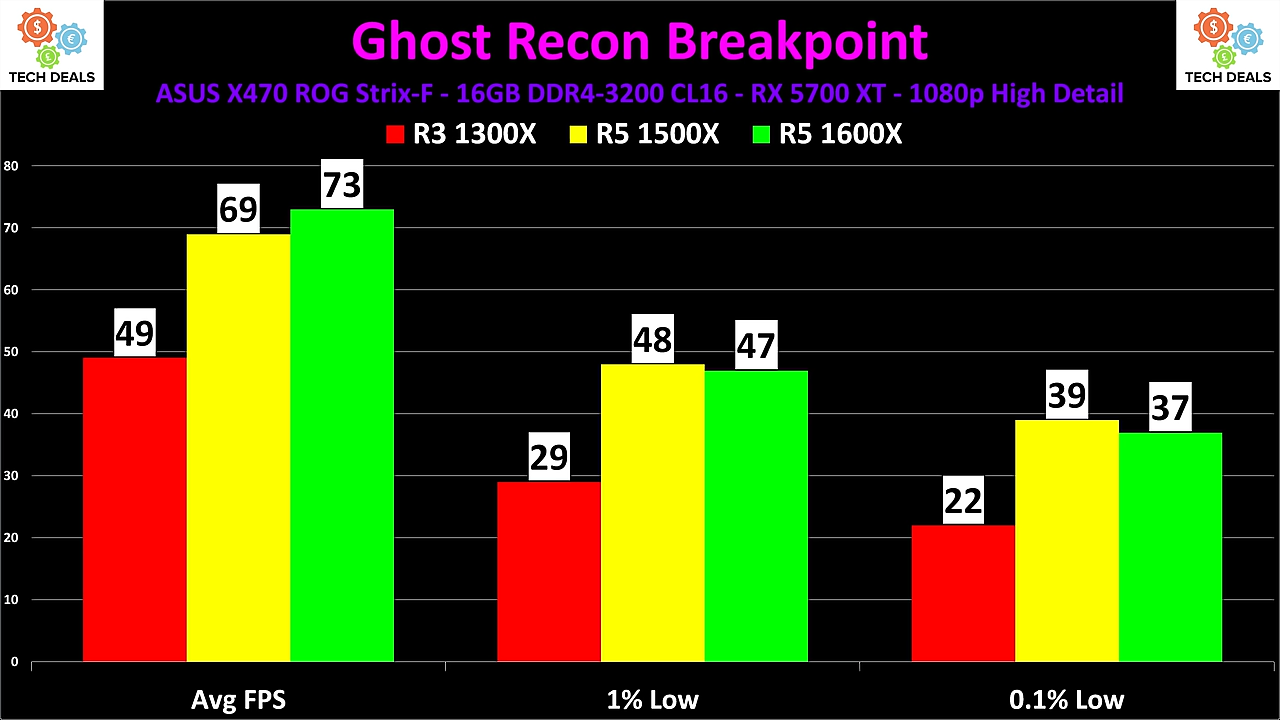 Ghost Recon Breakpoint
TECH DEALS
TECH DEALS
ASUS X470 ROG Strix-F - 16GB DDR4-3200 CL16 - RX 5700 XT - 1080p High Detail
R3 1300X R5 1500X R5 1600X
80
70
60
50
40
30
20
10
0
49 69 73
29 48 47
22 39 37
Avg FPS 1% Low 0.1% Low